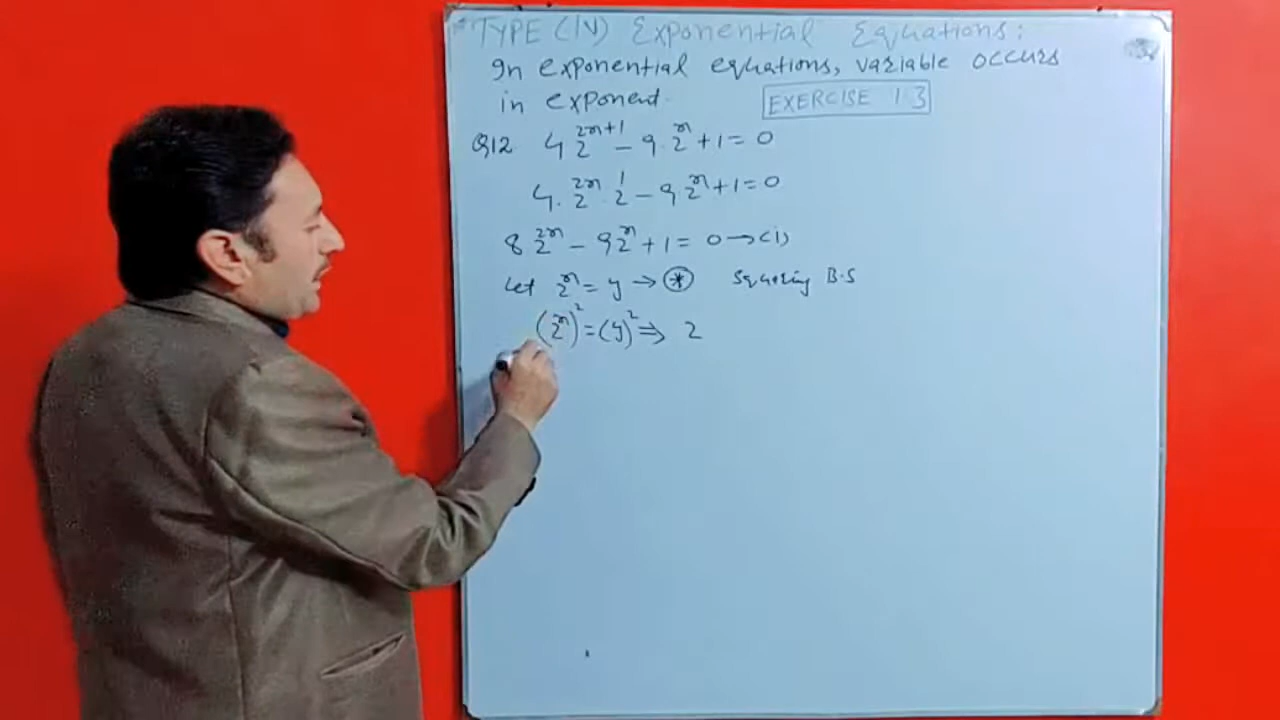 TYPE (IV) Exponential Equations:
In exponential equations, variable occurs
in exponent.
EXERCISE 1.3
Q12 4 2^{2x+1} - 9. 2^x + 1 = 0
4. 2^{2x} . 2^1 - 9 2^x + 1 = 0
8 2^{2x} - 9 2^x + 1 = 0 → (i)
Let 2^x = y → (*) Squaring B.S
(2^x)^2 = (y)^2 ⇒ 2